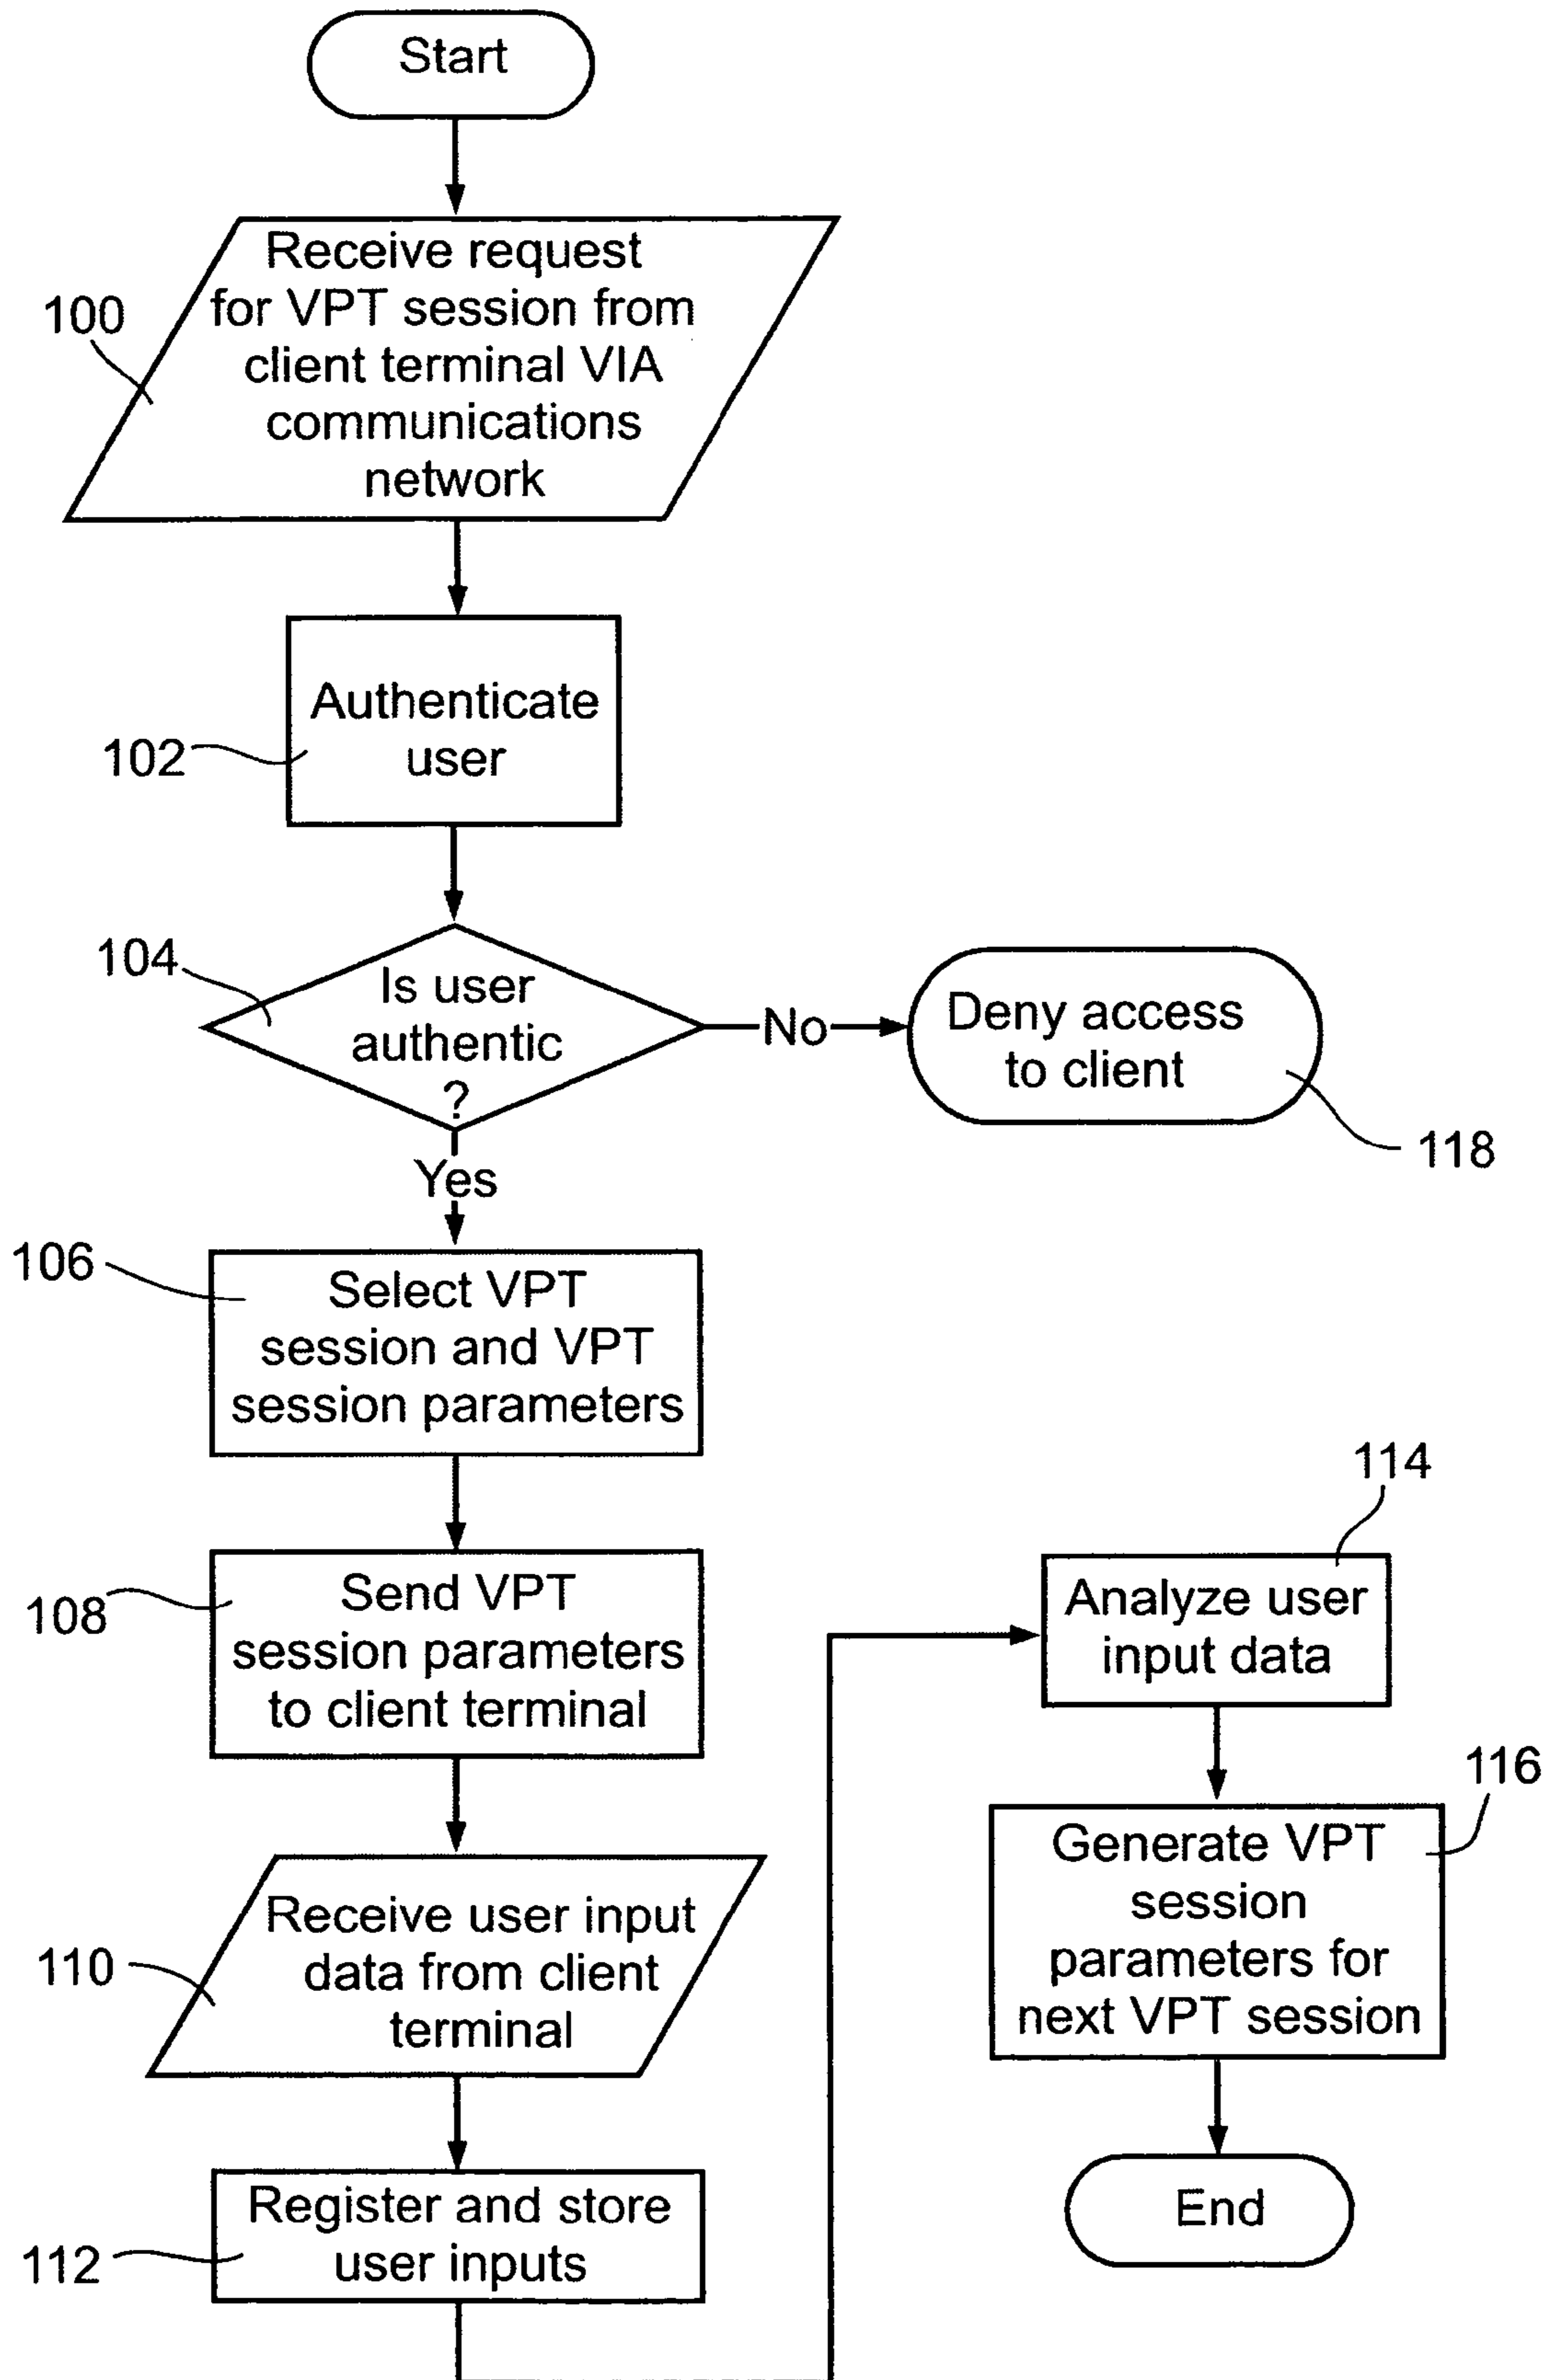 Start
100
Receive request
for VPT session from
client terminal VIA
communications
network
102
Authenticate
user
104
Is user
authentic
?
No
Deny access
to client
118
Yes
106
Select VPT
session and VPT
session parameters
108
Send VPT
session parameters
to client terminal
110
Receive user input
data from client
terminal
112
Register and store
user inputs
114
Analyze user
input data
116
Generate VPT
session
parameters for
next VPT session
End